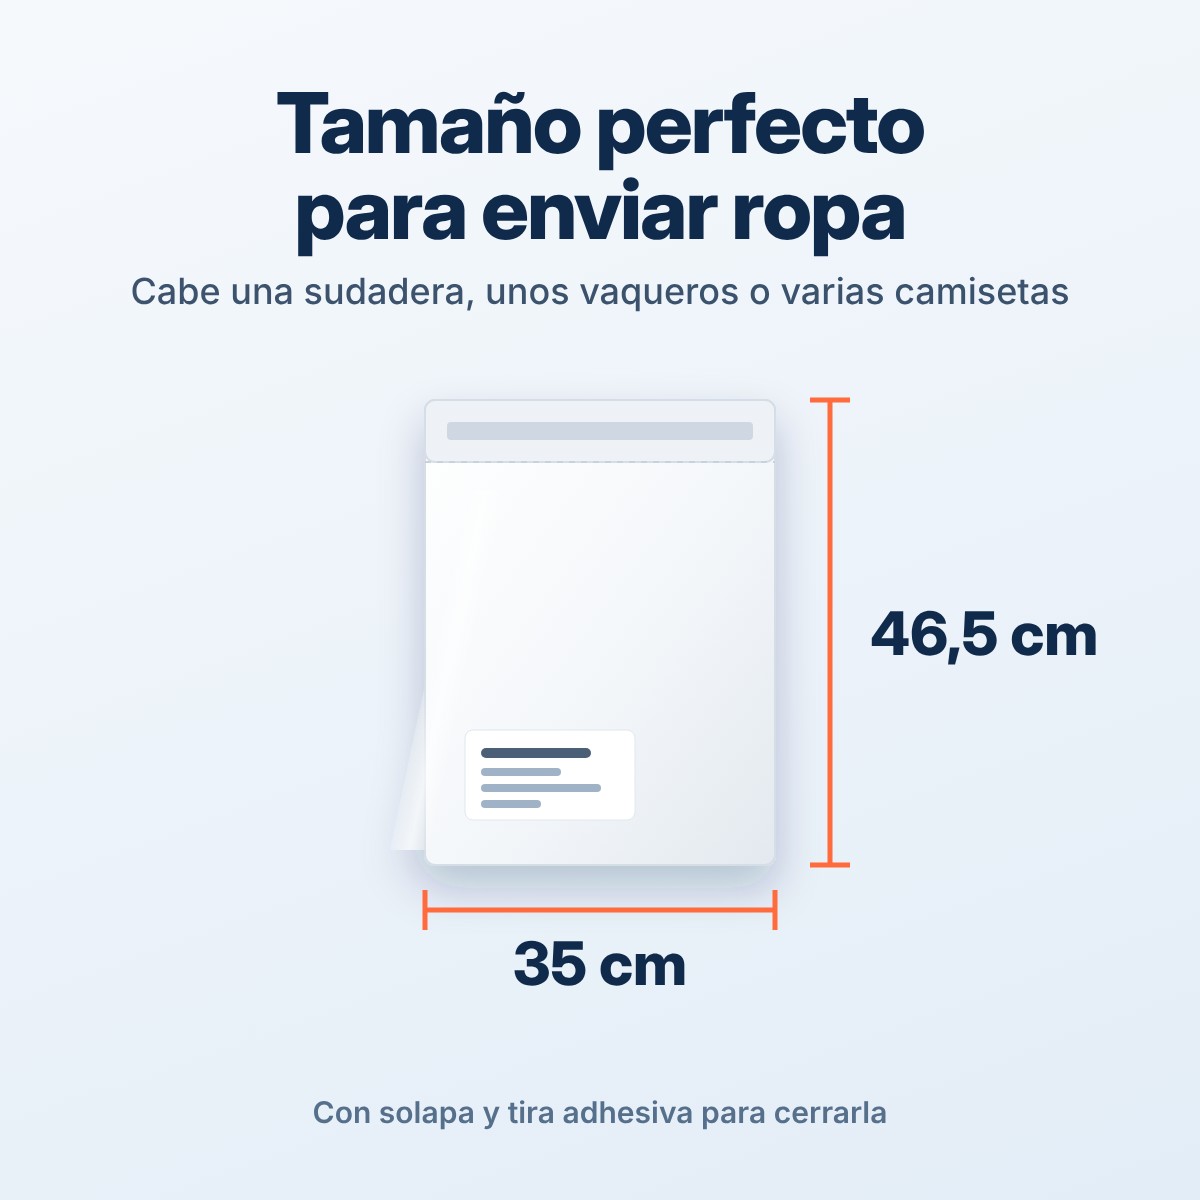 Tamaño perfecto
para enviar ropa
Cabe una sudadera, unos vaqueros o varias camisetas
46,5 cm
35 cm
Con solapa y tira adhesiva para cerrarla